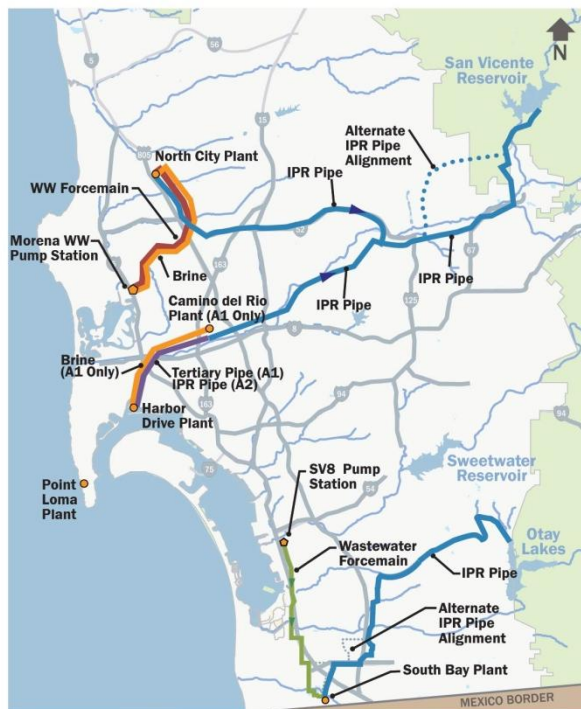 N
San Vicente
Reservoir
56
5
15
805
North City Plant
Alternate
IPR Pipe
Alignment
WW Forcemain
IPR Pipe
52
67
Morena WW
Pump Station
Brine
163
IPR Pipe
IPR Pipe
Camino del Rio
Plant (A1 Only)
125
8
Brine
(A1 Only)
Tertiary Pipe (A1)
IPR Pipe (A2)
163
94
94
Harbor
Drive Plant
75
Point
Loma
Plant
SV8 Pump
Station
54
Sweetwater
Reservoir
Otay
Lakes
Wastewater
Forcemain
IPR Pipe
Alternate
IPR Pipe
Alignment
South Bay Plant
MEXICO BORDER